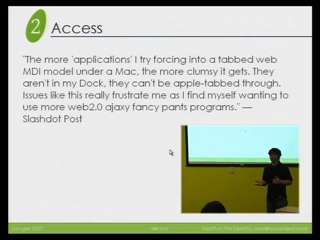 2 Access
"The more 'applications' I try forcing into a tabbed web
MDI model under a Mac, the more clumsy it gets. They
aren't in my Dock, they can't be apple-tabbed through.
Issues like this really frustrate me as I find myself wanting to
use more web2.0 ajaxy fancy pants programs." —
Slashdot Post